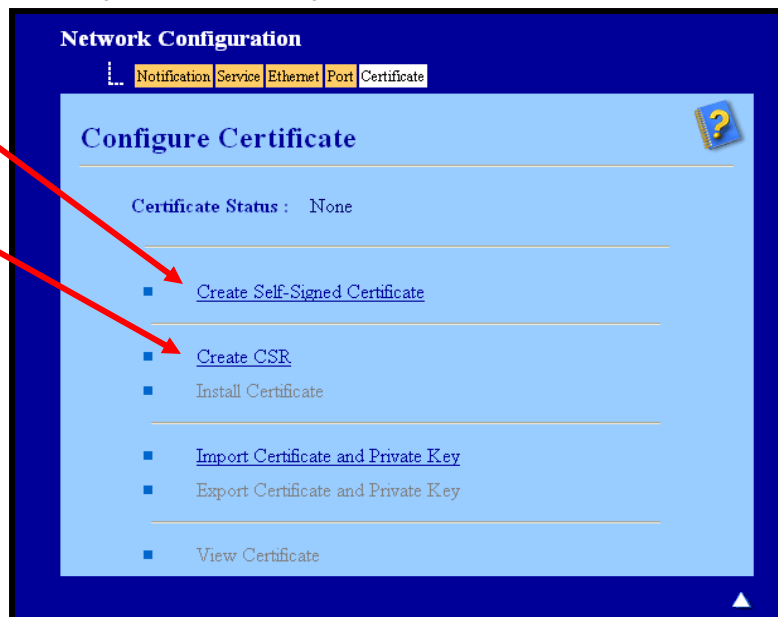 Network Configuration
Notification Service Ethernet Port Certificate
Configure Certificate
Certificate Status : None
Create Self-Signed Certificate
Create CSR
Install Certificate
Import Certificate and Private Key
Export Certificate and Private Key
View Certificate